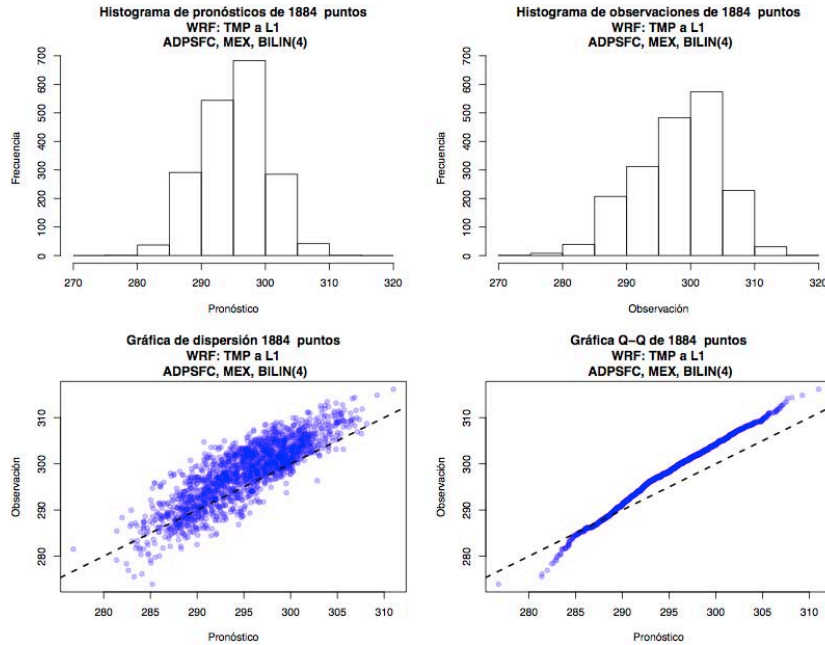 Histograma de pronósticos de 1884 puntos
WRF: TMP a L1
ADPSFC, MEX, BILIN(4)
Frecuencia
0
100
200
300
400
500
600
700
270
280
290
300
310
320
Pronóstico
Histograma de observaciones de 1884 puntos
WRF: TMP a L1
ADPSFC, MEX, BILIN(4)
Frecuencia
0
100
200
300
400
500
600
700
270
280
290
300
310
320
Observación
Gráfica de dispersión 1884 puntos
WRF: TMP a L1
ADPSFC, MEX, BILIN(4)
Observación
280
290
300
310
280
285
290
295
300
305
310
Pronóstico
Gráfica Q–Q de 1884 puntos
WRF: TMP a L1
ADPSFC, MEX, BILIN(4)
Observación
280
290
300
310
280
285
290
295
300
305
310
Pronóstico